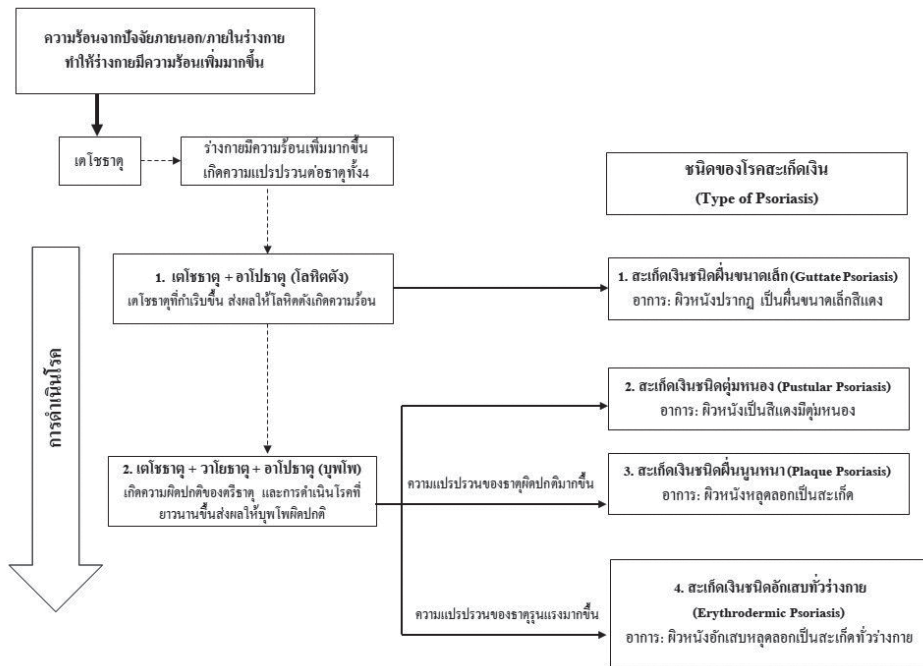 ความร้อนจากปัจจัยภายนอก/ภายในร่างกาย
ทำให้ร่างกายมีความร้อนเพิ่มมากขึ้น
เตโชธาตุ
ร่างกายมีความร้อนเพิ่มมากขึ้น
เกิดความแปรปรวนต่อธาตุทั้ง4
ชนิดของโรคสะเก็ดเงิน
(Type of Psoriasis)
การดำเนินโรค
1. เตโชธาตุ + อาโปธาตุ (โลหิตตัง)
เตโชธาตุที่กำเริบขึ้น ส่งผลให้โลหิตตังเกิดความร้อน
1. สะเก็ดเงินชนิดผื่นขนาดเล็ก (Guttate Psoriasis)
อาการ: ผิวหนังปรากฏ เป็นผื่นขนาดเล็กสีแดง
2. สะเก็ดเงินชนิดตุ่มหนอง (Pustular Psoriasis)
อาการ: ผิวหนังเป็นสีแดงมีตุ่มหนอง
2. เตโชธาตุ + วาโยธาตุ + อาโปธาตุ (บุพโพ)
เกิดความผิดปกติของตรีธาตุ และการดำเนินโรคที่
ยาวนานขึ้นส่งผลให้บุพโพผิดปกติ
ความแปรปรวนของธาตุผิดปกติมากขึ้น
3. สะเก็ดเงินชนิดผื่นนูนหนา (Plaque Psoriasis)
อาการ: ผิวหนังหลุดลอกเป็นสะเก็ด
ความแปรปรวนของธาตุรุนแรงมากขึ้น
4. สะเก็ดเงินชนิดอักเสบทั่วร่างกาย
(Erythrodermic Psoriasis)
อาการ: ผิวหนังอักเสบหลุดลอกเป็นสะเก็ดทั่วร่างกาย